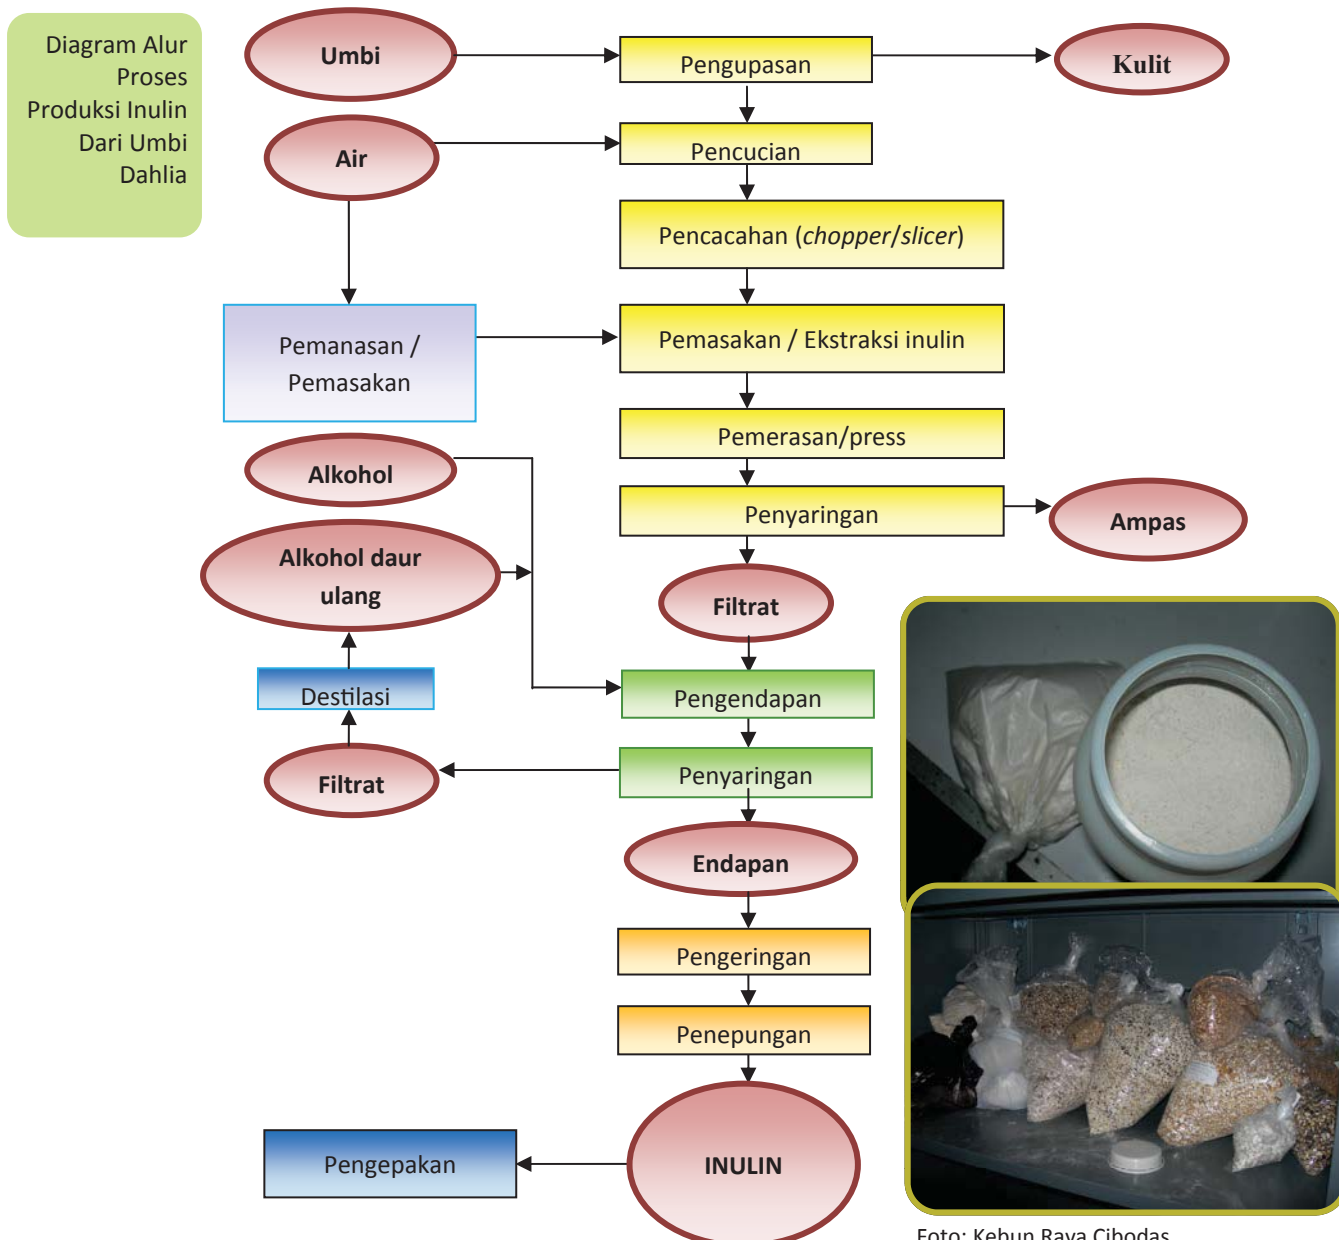 Diagram Alur
Proses
Produksi Inulin
Dari Umbi
Dahlia
Umbi
Pengupasan
Kulit
Air
Pencucian
Pencacahan (chopper/slicer)
Pemanasan /
Pemasakan
Pemasakan / Ekstraksi inulin
Pemerasan/press
Alkohol
Penyaringan
Ampas
Alkohol daur
ulang
Filtrat
Destilasi
Pengendapan
Filtrat
Penyaringan
Endapan
Pengeringan
Penepungan
INULIN
Pengepakan
Foto: Kebun Raya Cibodas